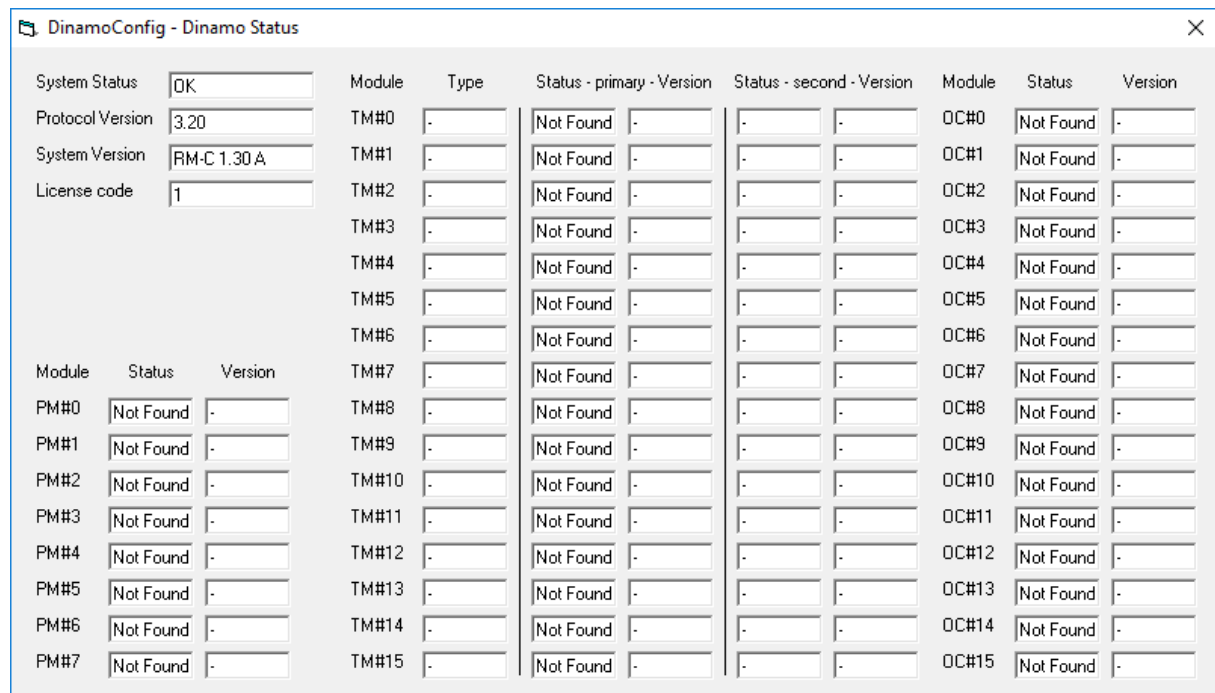 DinamoConfig - Dinamo Status
System Status OK Module Type Status - primary - Version Status - second - Version Module Status Version
Protocol Version 3.20 TM#0 - Not Found - - - OC#0 Not Found -
System Version RM-C 1.30 A TM#1 - Not Found - - - OC#1 Not Found -
License code 1 TM#2 - Not Found - - - OC#2 Not Found -
TM#3 - Not Found - - - OC#3 Not Found -
TM#4 - Not Found - - - OC#4 Not Found -
TM#5 - Not Found - - - OC#5 Not Found -
TM#6 - Not Found - - - OC#6 Not Found -
Module Status Version TM#7 - Not Found - - - OC#7 Not Found -
PM#0 Not Found - TM#8 - Not Found - - - OC#8 Not Found -
PM#1 Not Found - TM#9 - Not Found - - - OC#9 Not Found -
PM#2 Not Found - TM#10 - Not Found - - - OC#10 Not Found -
PM#3 Not Found - TM#11 - Not Found - - - OC#11 Not Found -
PM#4 Not Found - TM#12 - Not Found - - - OC#12 Not Found -
PM#5 Not Found - TM#13 - Not Found - - - OC#13 Not Found -
PM#6 Not Found - TM#14 - Not Found - - - OC#14 Not Found -
PM#7 Not Found - TM#15 - Not Found - - - OC#15 Not Found -